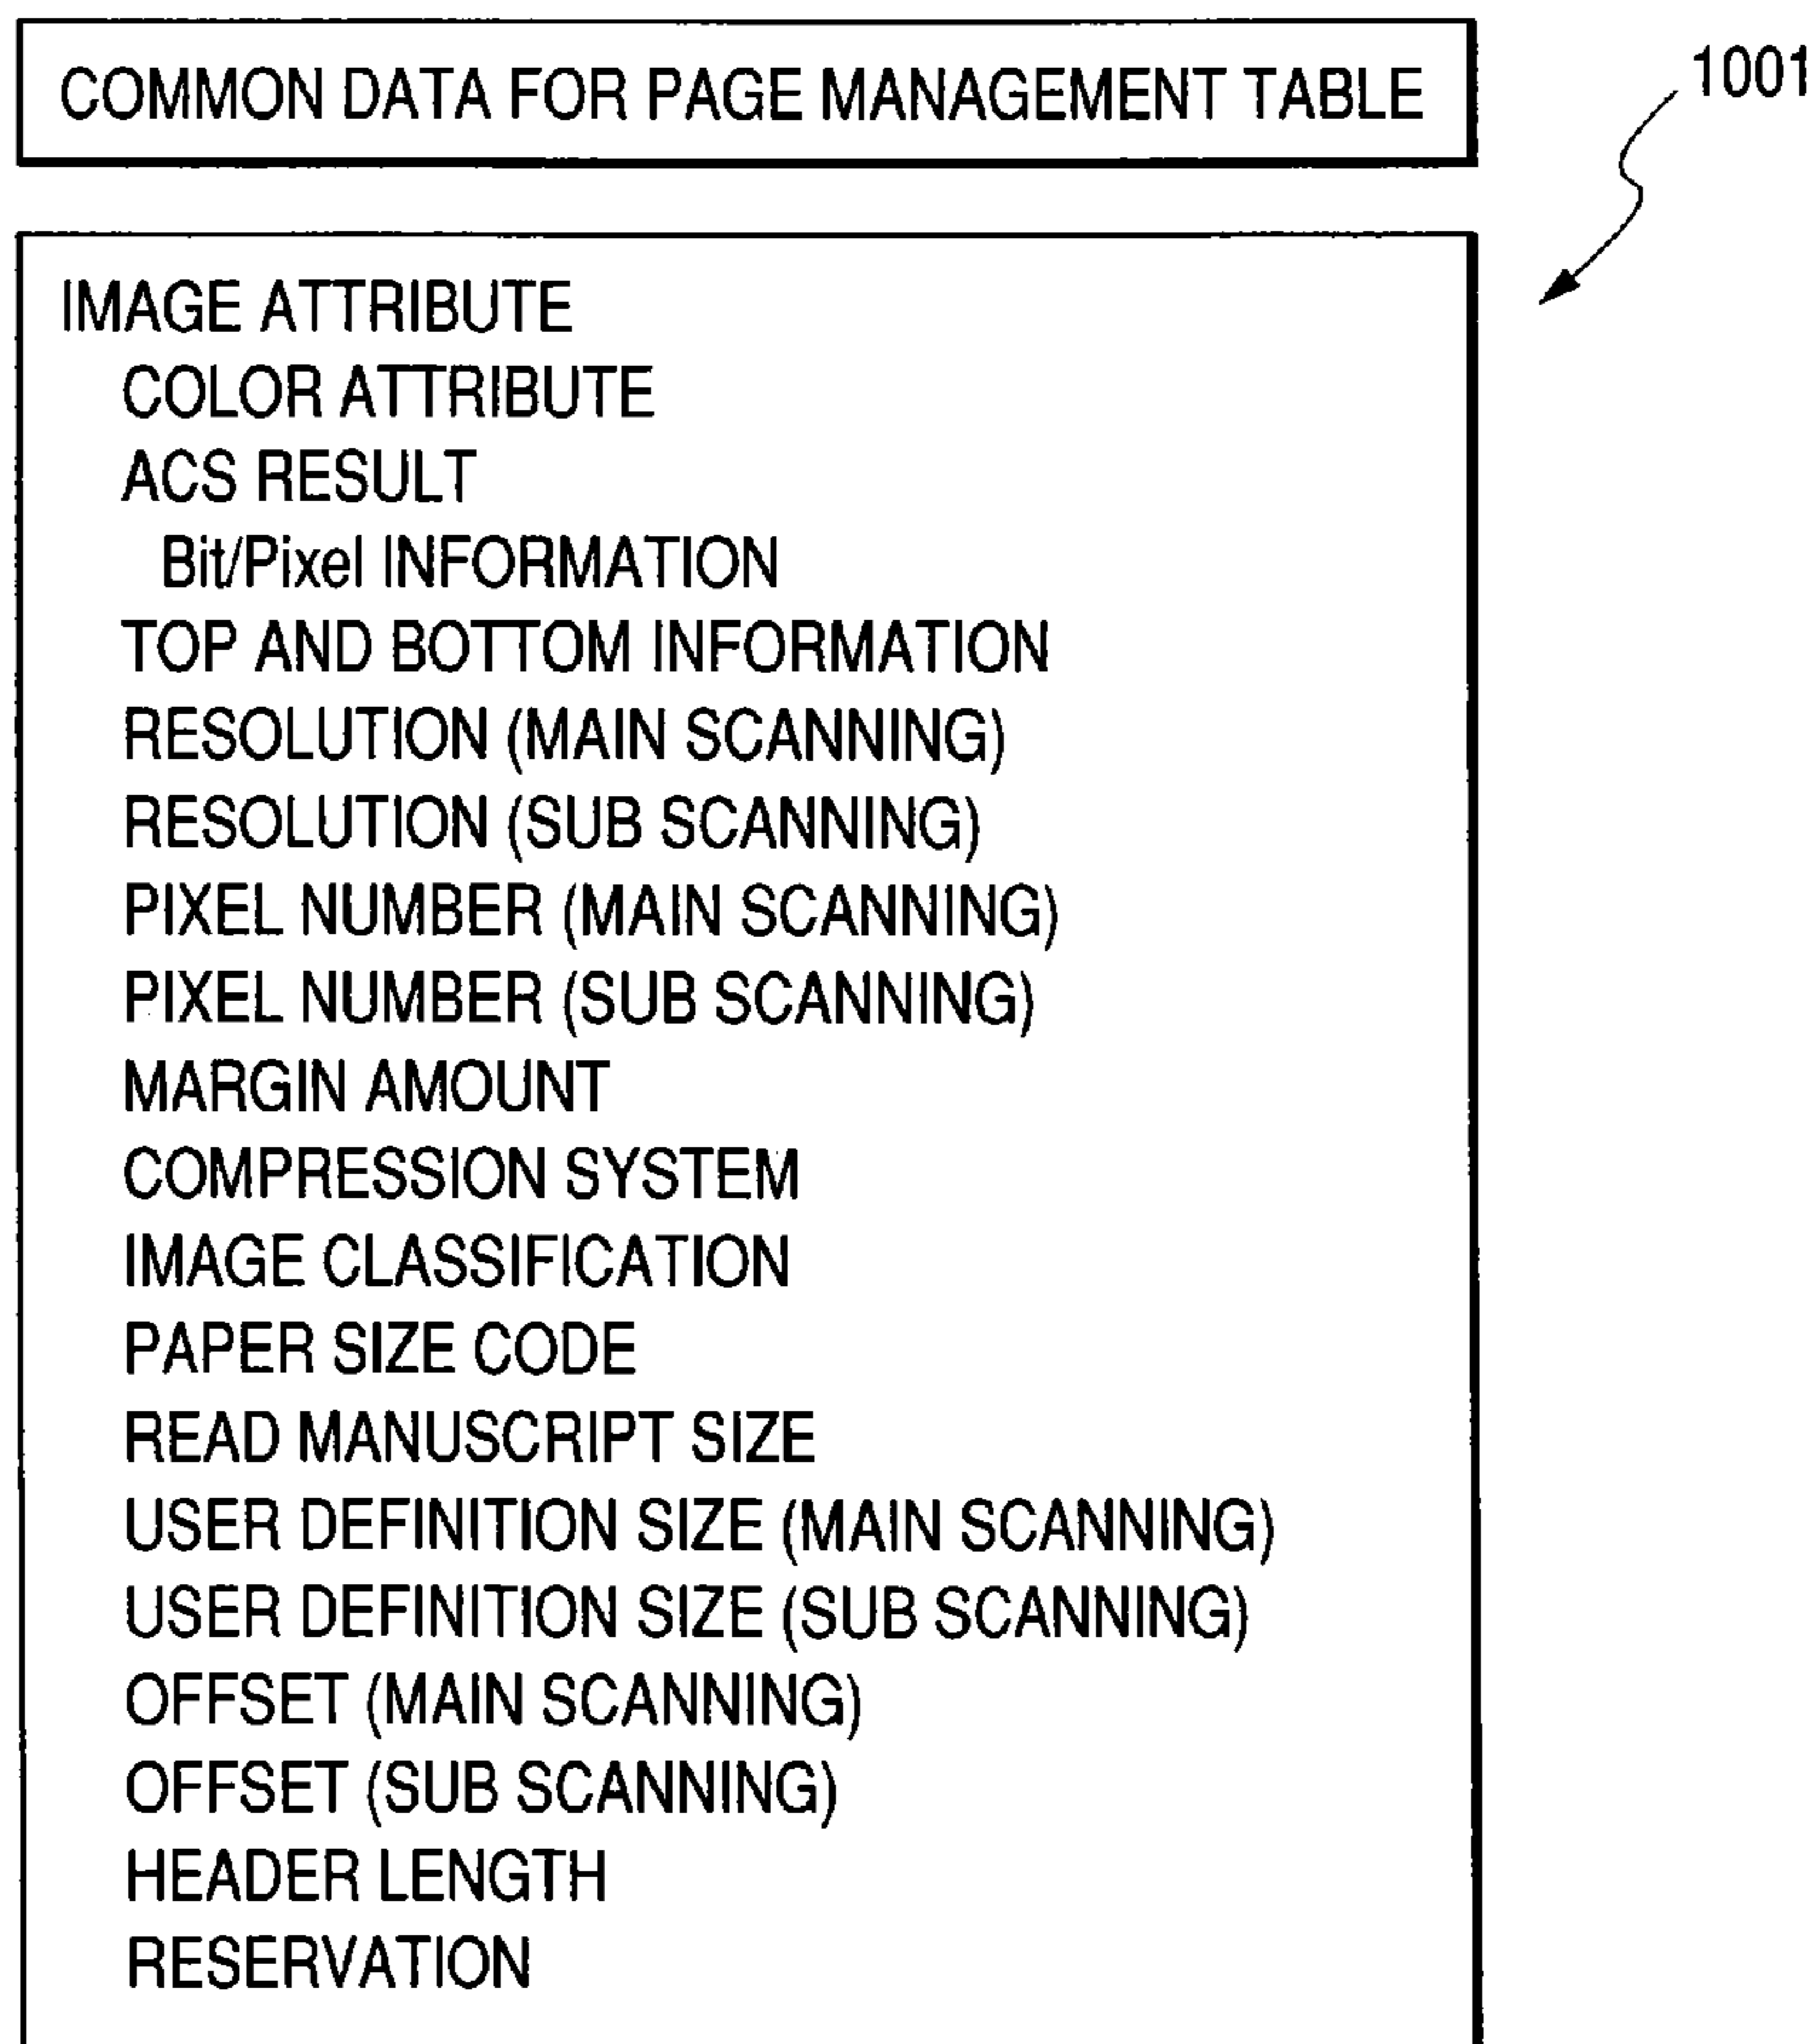 COMMON DATA FOR PAGE MANAGEMENT TABLE
1001
IMAGE ATTRIBUTE
COLOR ATTRIBUTE
ACS RESULT
Bit/Pixel INFORMATION
TOP AND BOTTOM INFORMATION
RESOLUTION (MAIN SCANNING)
RESOLUTION (SUB SCANNING)
PIXEL NUMBER (MAIN SCANNING)
PIXEL NUMBER (SUB SCANNING)
MARGIN AMOUNT
COMPRESSION SYSTEM
IMAGE CLASSIFICATION
PAPER SIZE CODE
READ MANUSCRIPT SIZE
USER DEFINITION SIZE (MAIN SCANNING)
USER DEFINITION SIZE (SUB SCANNING)
OFFSET (MAIN SCANNING)
OFFSET (SUB SCANNING)
HEADER LENGTH
RESERVATION